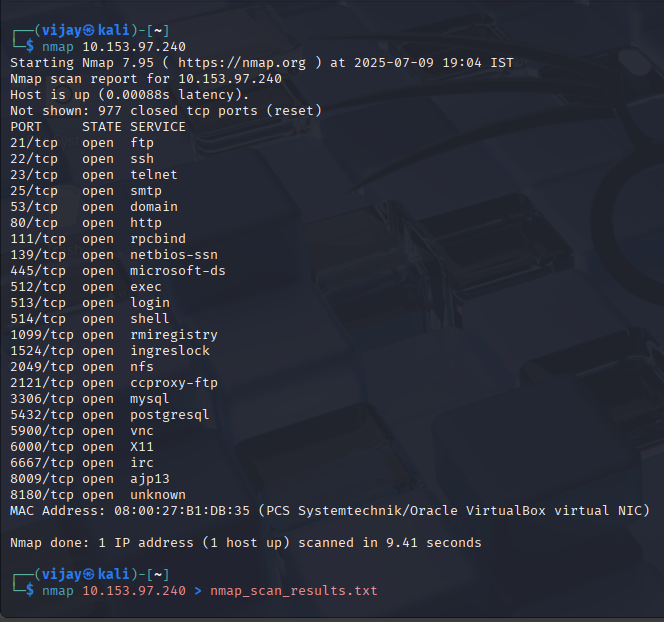 ┌──(vijay㉿kali)-[~]
└─$ nmap 10.153.97.240
Starting Nmap 7.95 ( https://nmap.org ) at 2025-07-09 19:04 IST
Nmap scan report for 10.153.97.240
Host is up (0.00088s latency).
Not shown: 977 closed tcp ports (reset)
PORT     STATE SERVICE
21/tcp   open  ftp
22/tcp   open  ssh
23/tcp   open  telnet
25/tcp   open  smtp
53/tcp   open  domain
80/tcp   open  http
111/tcp  open  rpcbind
139/tcp  open  netbios-ssn
445/tcp  open  microsoft-ds
512/tcp  open  exec
513/tcp  open  login
514/tcp  open  shell
1099/tcp open  rmiregistry
1524/tcp open  ingreslock
2049/tcp open  nfs
2121/tcp open  ccproxy-ftp
3306/tcp open  mysql
5432/tcp open  postgresql
5900/tcp open  vnc
6000/tcp open  X11
6667/tcp open  irc
8009/tcp open  ajp13
8180/tcp open  unknown
MAC Address: 08:00:27:B1:DB:35 (PCS Systemtechnik/Oracle VirtualBox virtual NIC)
Nmap done: 1 IP address (1 host up) scanned in 9.41 seconds
┌──(vijay㉿kali)-[~]
└─$ nmap 10.153.97.240 > nmap_scan_results.txt